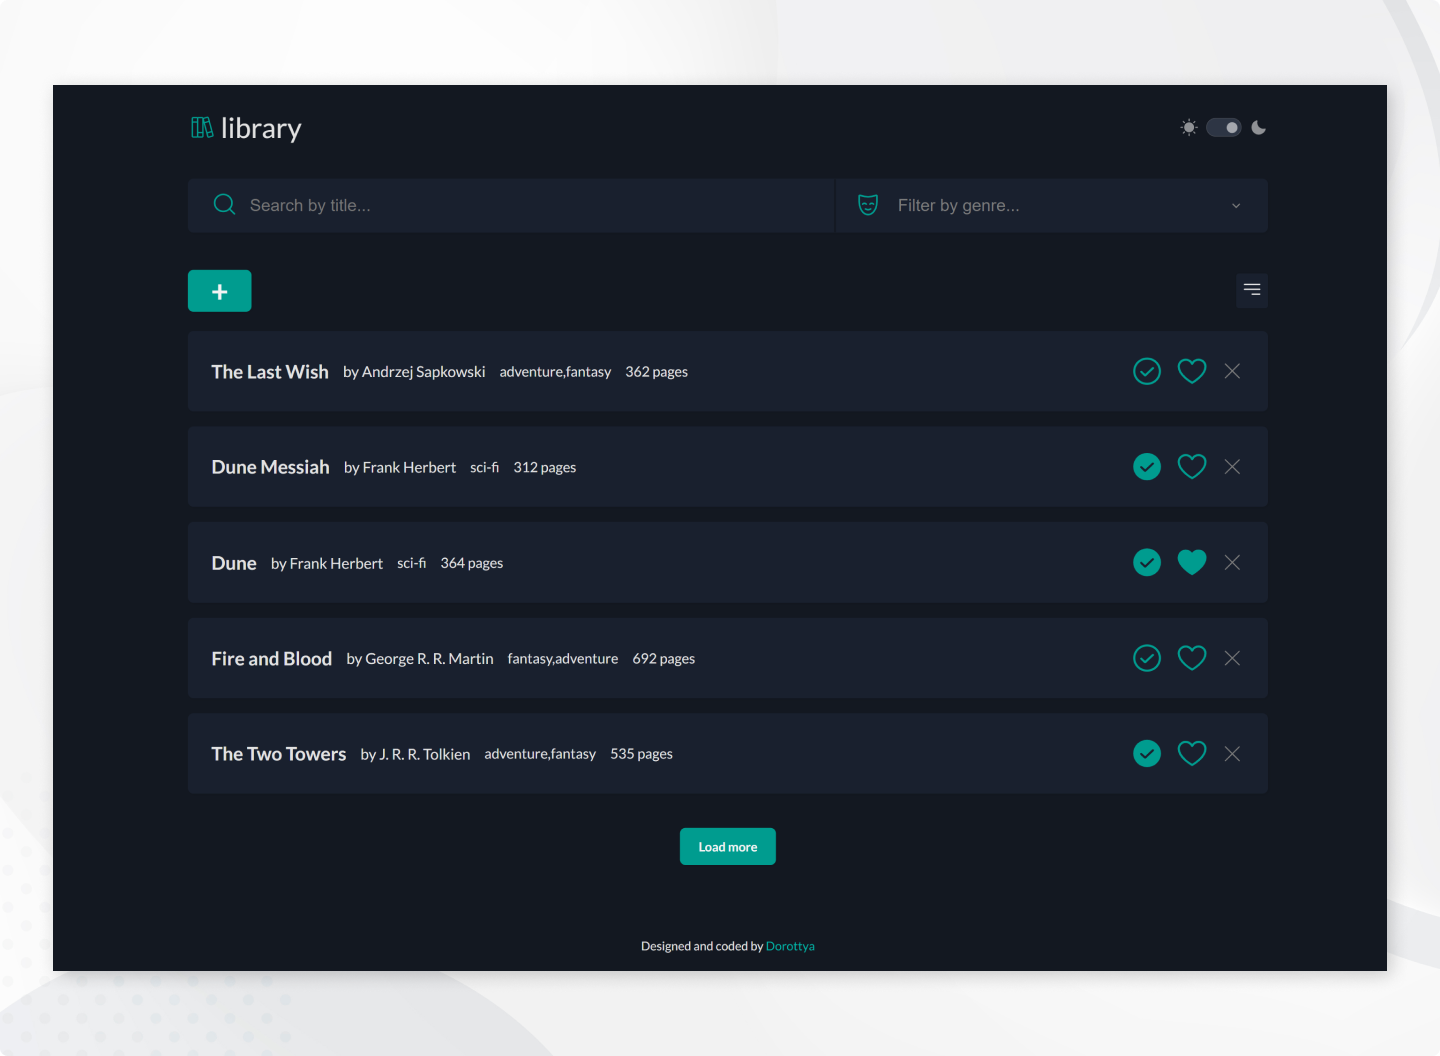 library
Search by title... Filter by genre...
+
The Last Wish by Andrzej Sapkowski adventure,fantasy 362 pages
Dune Messiah by Frank Herbert sci-fi 312 pages
Dune by Frank Herbert sci-fi 364 pages
Fire and Blood by George R. R. Martin fantasy,adventure 692 pages
The Two Towers by J. R. R. Tolkien adventure,fantasy 535 pages
Load more
Designed and coded by Dorottya